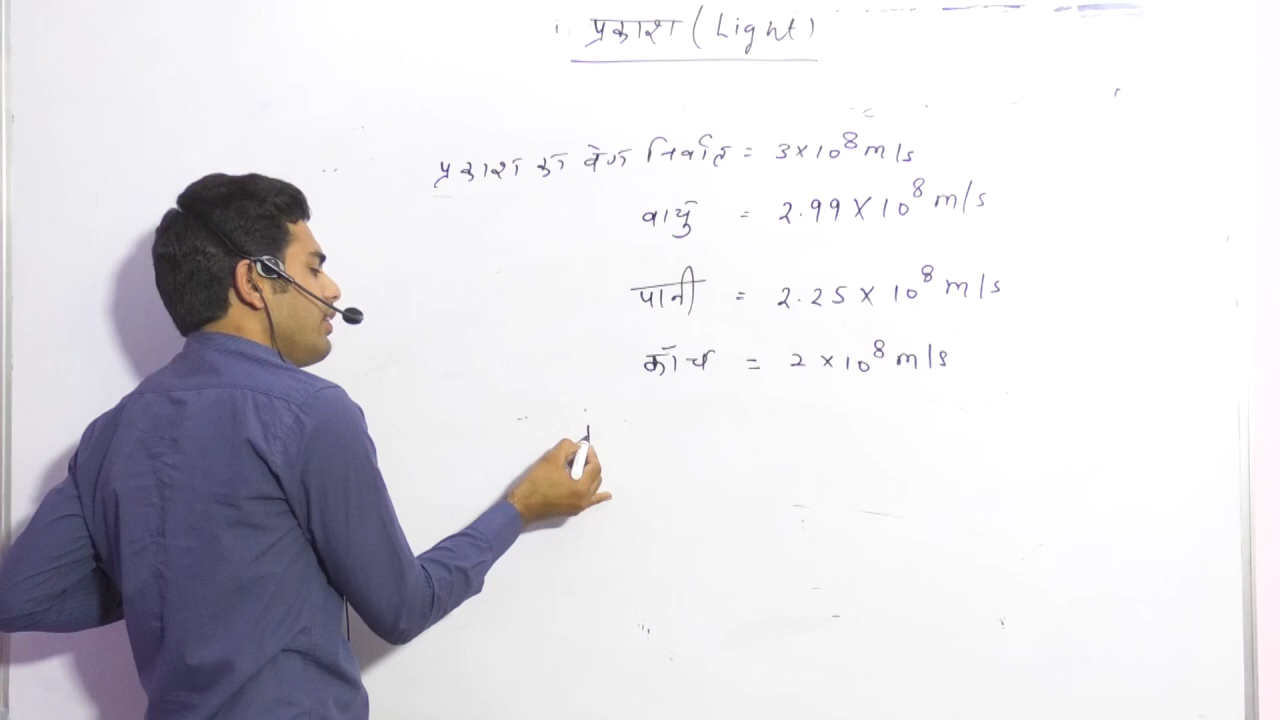 प्रकाश (Light)
प्रकाश का वेग निर्वात = 3×10⁸ m/s
वायु = 2.99 × 10⁸ m/s
पानी = 2.25 × 10⁸ m/s
काँच = 2 × 10⁸ m/s